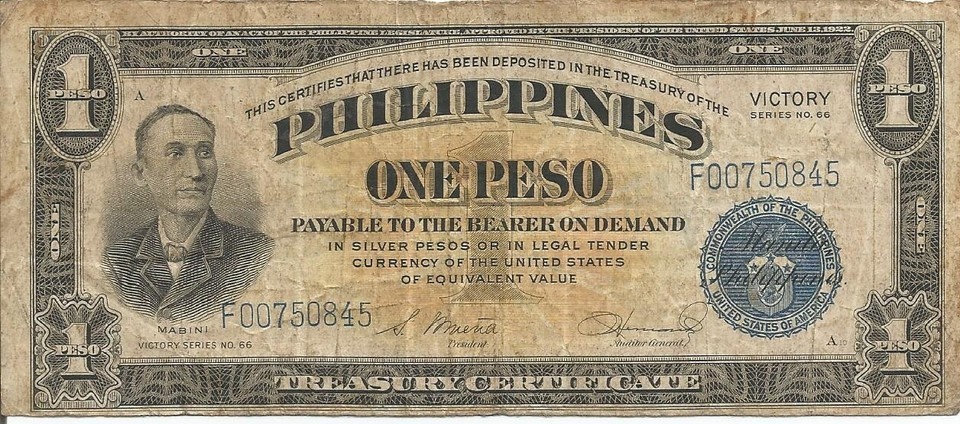 BY AUTHORITY OF AN ACT OF THE PHILIPPINE LEGISLATURE, APPROVED BY THE PRESIDENT OF THE UNITED STATES JUNE 13, 1922
ONE
ONE
1
PESO
1
PESO
A
THIS CERTIFIES THAT THERE HAS BEEN DEPOSITED IN THE TREASURY OF THE
VICTORY
SERIES NO. 66
PHILIPPINES
1
ONE PESO
F00750845
PAYABLE TO THE BEARER ON DEMAND
IN SILVER PESOS OR IN LEGAL TENDER
CURRENCY OF THE UNITED STATES
OF EQUIVALENT VALUE
ONE
ONE
COMMONWEALTH OF THE PHILIPPINES
UNITED STATES OF AMERICA
MABINI
F00750845
VICTORY SERIES NO. 66
S. Osmeña
President
Auditor General
A
1
PESO
1
PESO
TREASURY CERTIFICATE